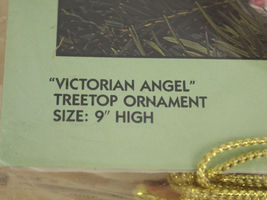 “VICTORIAN ANGEL”
TREETOP ORNAMENT
SIZE: 9″ HIGH